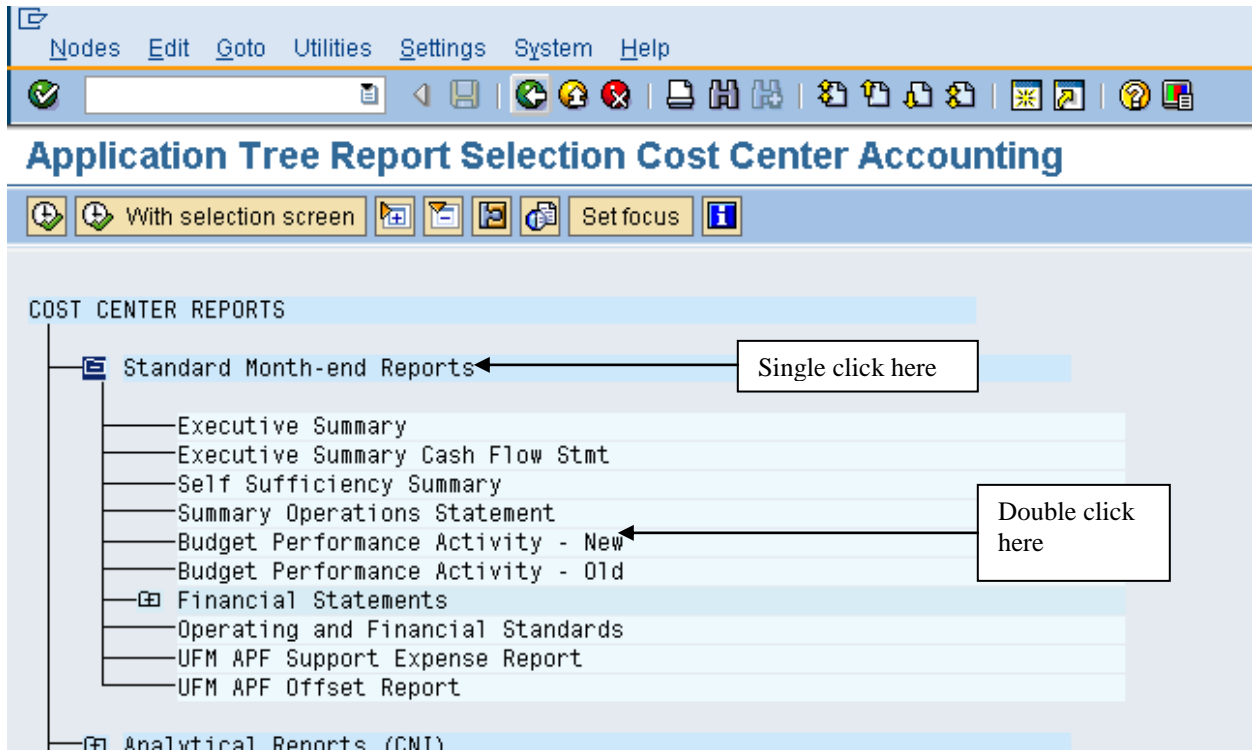 Nodes Edit Goto Utilities Settings System Help
Application Tree Report Selection Cost Center Accounting
With selection screen Set focus
COST CENTER REPORTS
Standard Month-end Reports
Single click here
Executive Summary
Executive Summary Cash Flow Stmt
Self Sufficiency Summary
Summary Operations Statement
Double click
here
Budget Performance Activity - New
Budget Performance Activity - Old
Financial Statements
Operating and Financial Standards
UFM APF Support Expense Report
UFM APF Offset Report
Analytical Reports (CNI)